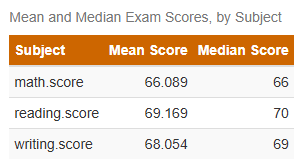 Mean and Median Exam Scores, by Subject
Subject Mean Score Median Score
math.score 66.089 66
reading.score 69.169 70
writing.score 68.054 69